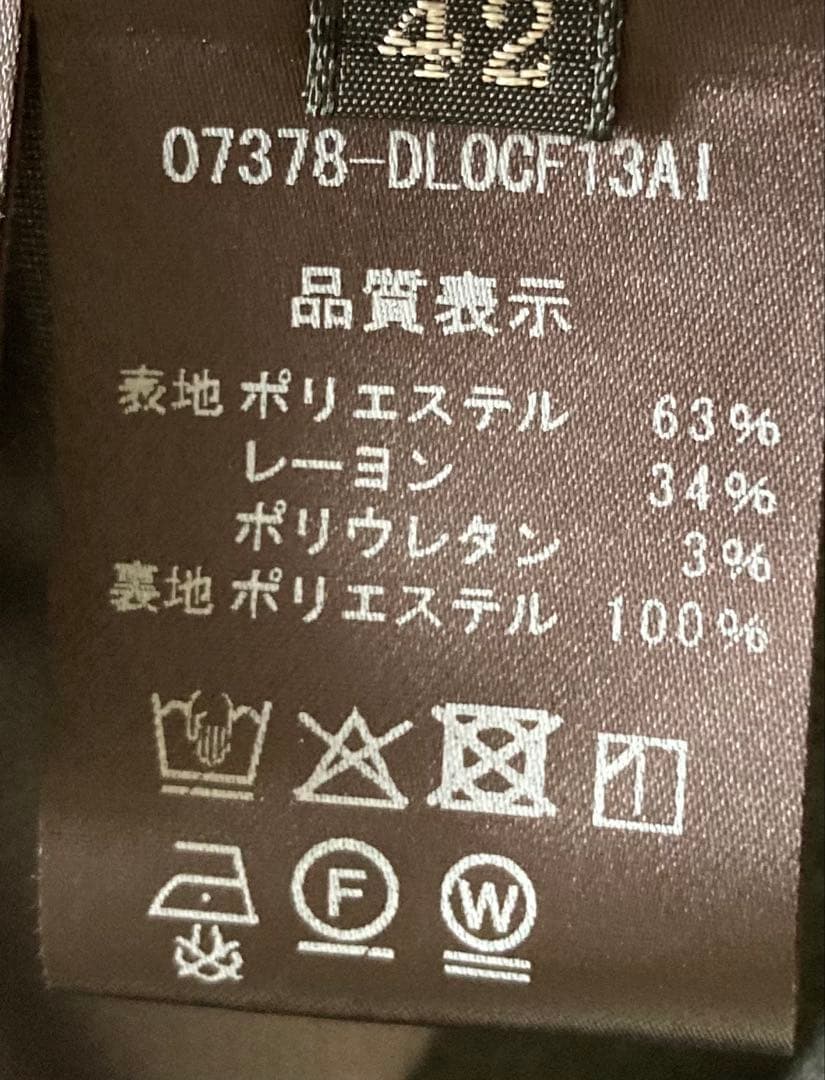 42
07378-DL0CF13AI
品質表示
表地 ポリエステル 63%
レーヨン 34%
ポリウレタン 3%
裏地 ポリエステル 100%
F W